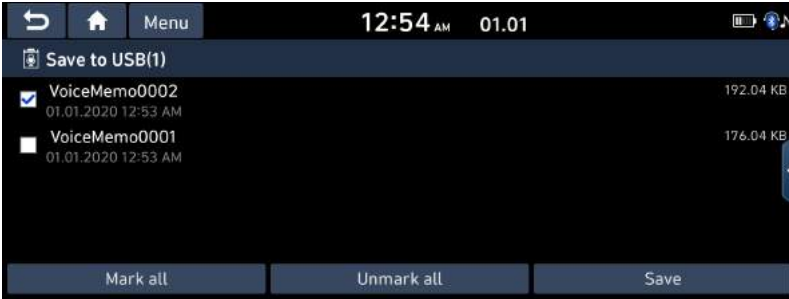 Menu 12:54 AM 01.01
Save to USB(1)
VoiceMemo0002 192.04 KB
01.01.2020 12:53 AM
VoiceMemo0001 176.04 KB
01.01.2020 12:53 AM
Mark all Unmark all Save